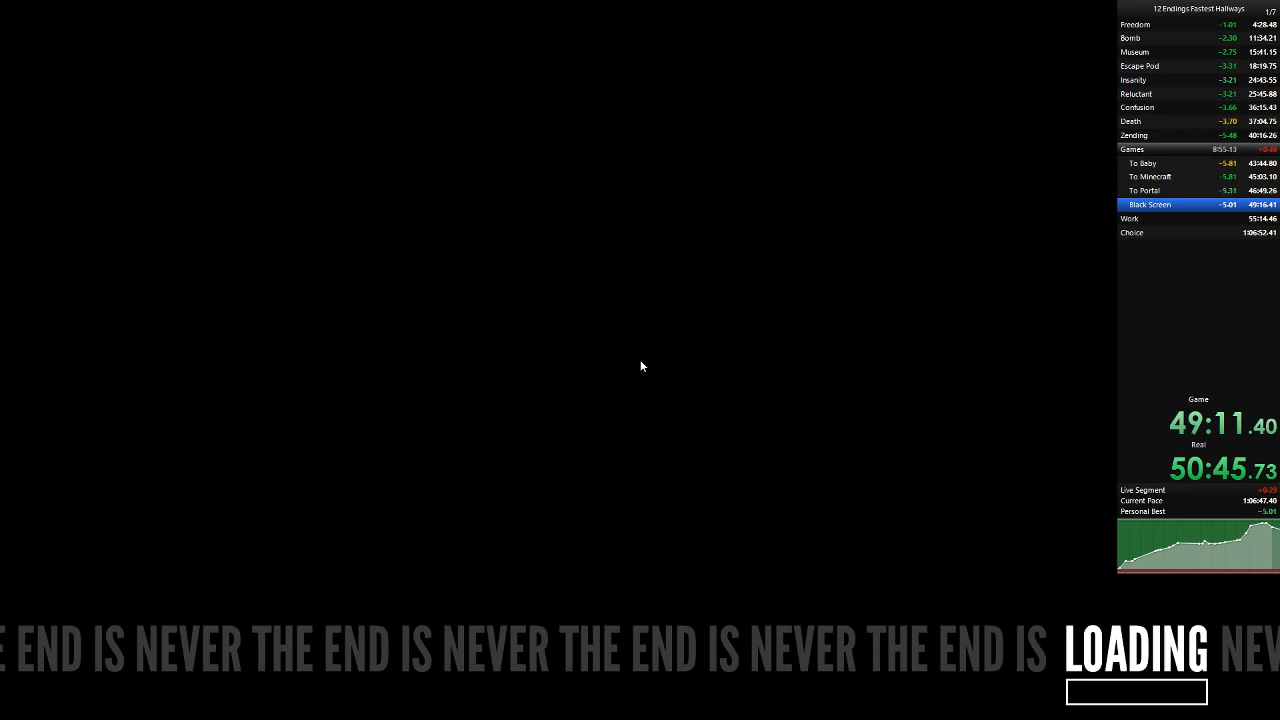 12 Endings Fastest Hallways
1/7
Freedom -1.01 4:28.48
Bomb -2.30 11:34.21
Museum -2.75 15:41.15
Escape Pod -3.31 18:19.75
Insanity -3.21 24:43.55
Reluctant -3.21 25:45.88
Confusion -3.66 36:15.43
Death -3.70 37:04.75
Zending -5.48 40:16.26
Games 8:55.13
To Baby -5.81 43:44.80
To Minecraft -5.81 45:03.10
To Portal -5.31 46:49.26
Black Screen -5.01 49:16.41
Work 55:14.46
Choice 1:06:52.41
Game
49:11.40
Real
50:45.73
Live Segment +0.29
Current Pace 1:06:47.40
Personal Best -5.01
E END IS NEVER THE END IS NEVER THE END IS NEVER THE END IS LOADING NEV